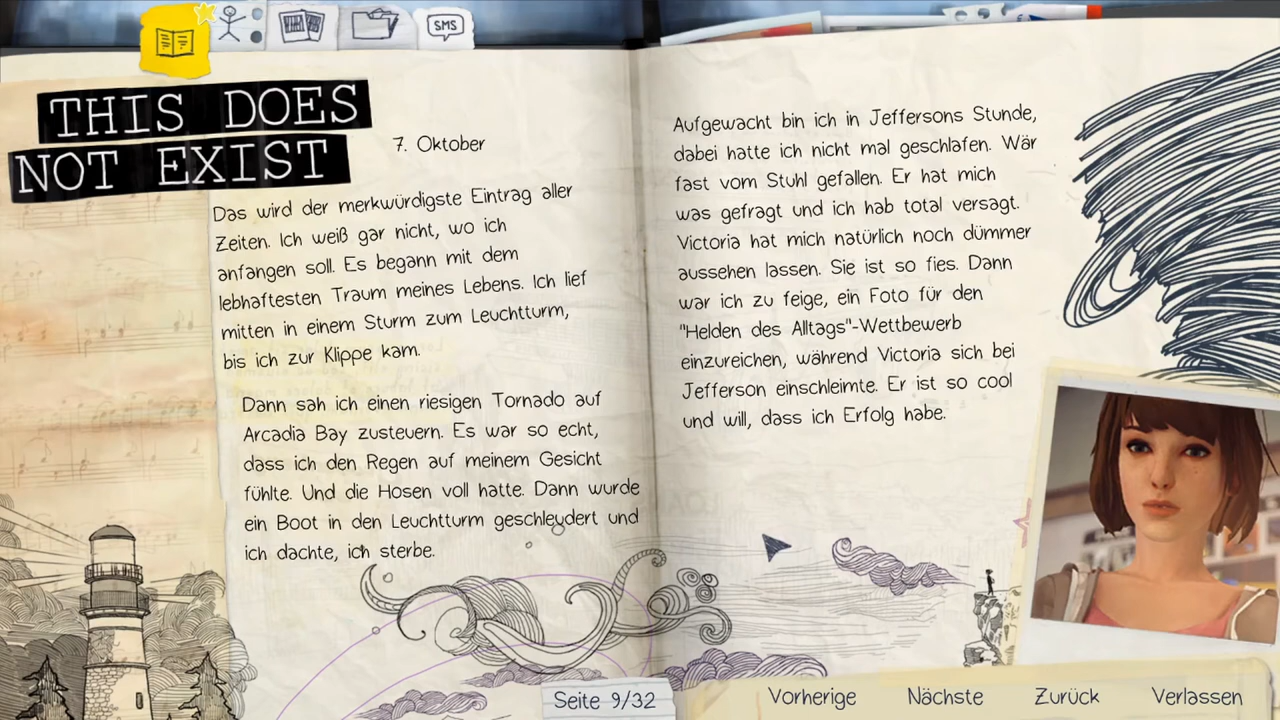 SMS
THIS DOES
NOT EXIST
7. Oktober
Das wird der merkwürdigste Eintrag aller
Zeiten. Ich weiß gar nicht, wo ich
anfangen soll. Es begann mit dem
lebhaftesten Traum meines Lebens. Ich lief
mitten in einem Sturm zum Leuchtturm,
bis ich zur Klippe kam.
Dann sah ich einen riesigen Tornado auf
Arcadia Bay zusteuern. Es war so echt,
dass ich den Regen auf meinem Gesicht
fühlte. Und die Hosen voll hatte. Dann wurde
ein Boot in den Leuchtturm geschleudert und
ich dachte, ich sterbe.
Aufgewacht bin ich in Jeffersons Stunde,
dabei hatte ich nicht mal geschlafen. Wär
fast vom Stuhl gefallen. Er hat mich
was gefragt und ich hab total versagt.
Victoria hat mich natürlich noch dümmer
aussehen lassen. Sie ist so fies. Dann
war ich zu feige, ein Foto für den
"Helden des Alltags"-Wettbewerb
einzureichen, während Victoria sich bei
Jefferson einschleimte. Er ist so cool
und will, dass ich Erfolg habe.
Seite 9/32
Vorherige
Nächste
Zurück
Verlassen